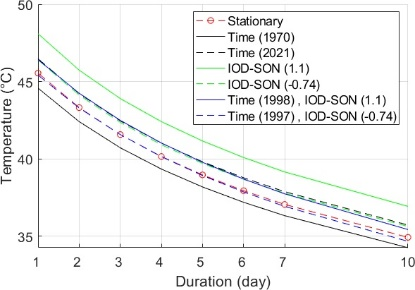 50
45
40
35
Temperature (°C)
Stationary
Time (1970)
Time (2021)
IOD-SON (1.1)
IOD-SON (-0.74)
Time (1998) , IOD-SON (1.1)
Time (1997) , IOD-SON (-0.74)
1 2 3 4 5 6 7 10
Duration (day)